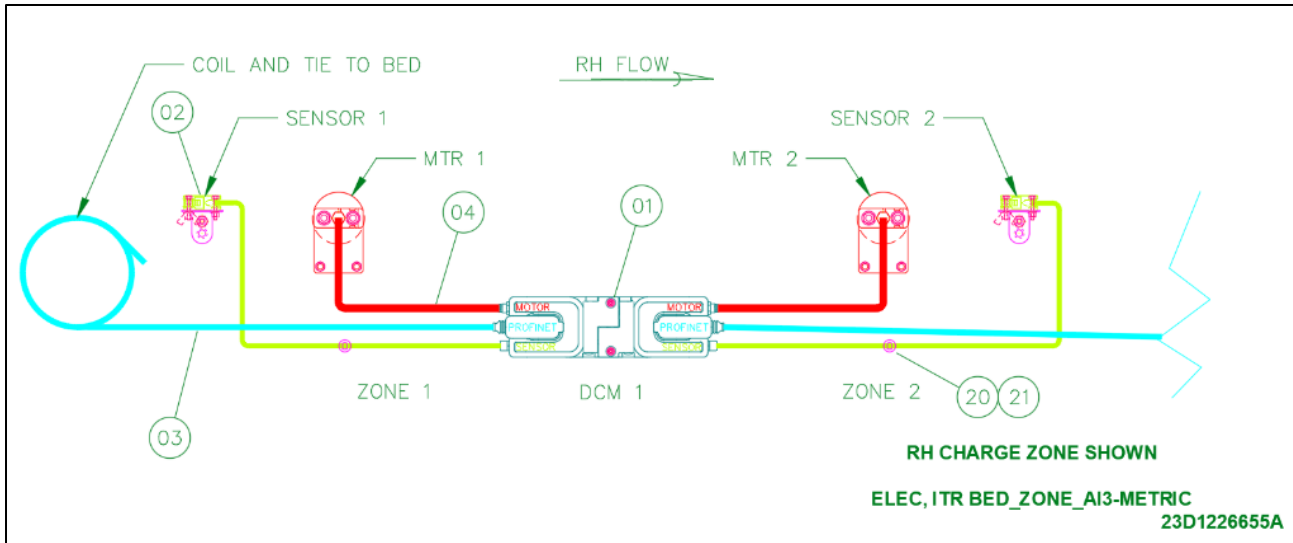 COIL AND TIE TO BED
RH FLOW
02
SENSOR 1
SENSOR 2
MTR 1
MTR 2
04
01
MOTOR
MOTOR
PROFINET
PROFINET
SENSOR
SENSOR
ZONE 1
DCM 1
ZONE 2
20 21
03
RH CHARGE ZONE SHOWN
ELEC, ITR BED_ZONE_AI3-METRIC
23D1226655A